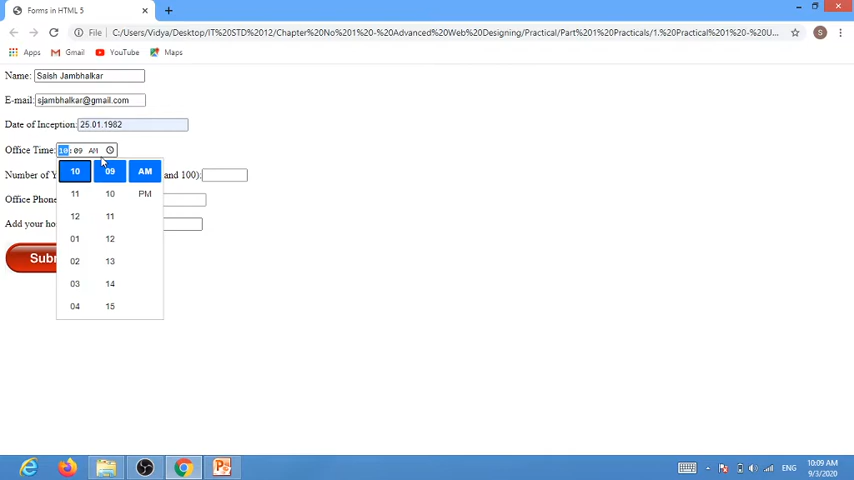 Forms in HTML 5
File | C:/Users/Vidya/Desktop/IT%20STD%2012/Chapter%20No%201%20-%20Advanced%20Web%20Designing/Practical/Part%201%20Practicals/1.%20Practical%201%20-%20U...
Apps Gmail YouTube Maps
Name: Saish Jambhalkar
E-mail: sjambhalkar@gmail.com
Date of Inception: 25.01.1982
Office Time: 10:09 AM
10 09 AM
Number of Y and 100):
11 10 PM
Office Phon
12 11
Add your ho
01 12
Subm
02 13
03 14
04 15
ENG
10:09 AM
9/3/2020
S